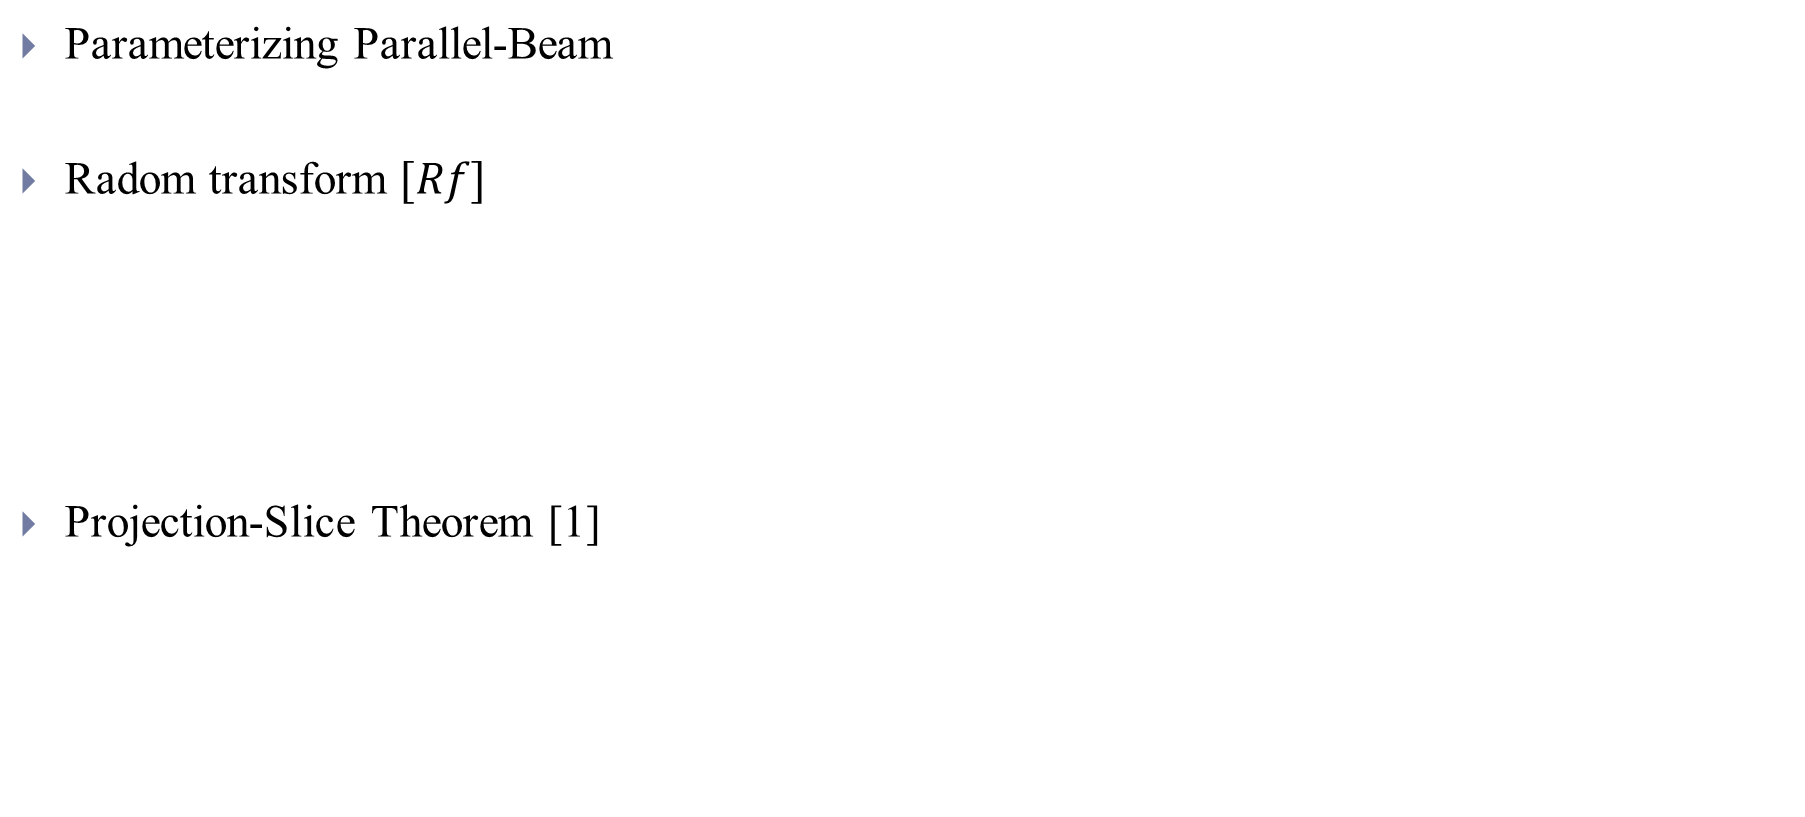 Parameterizing Parallel-Beam
Radom transform [Rf]
Projection-Slice Theorem [1]